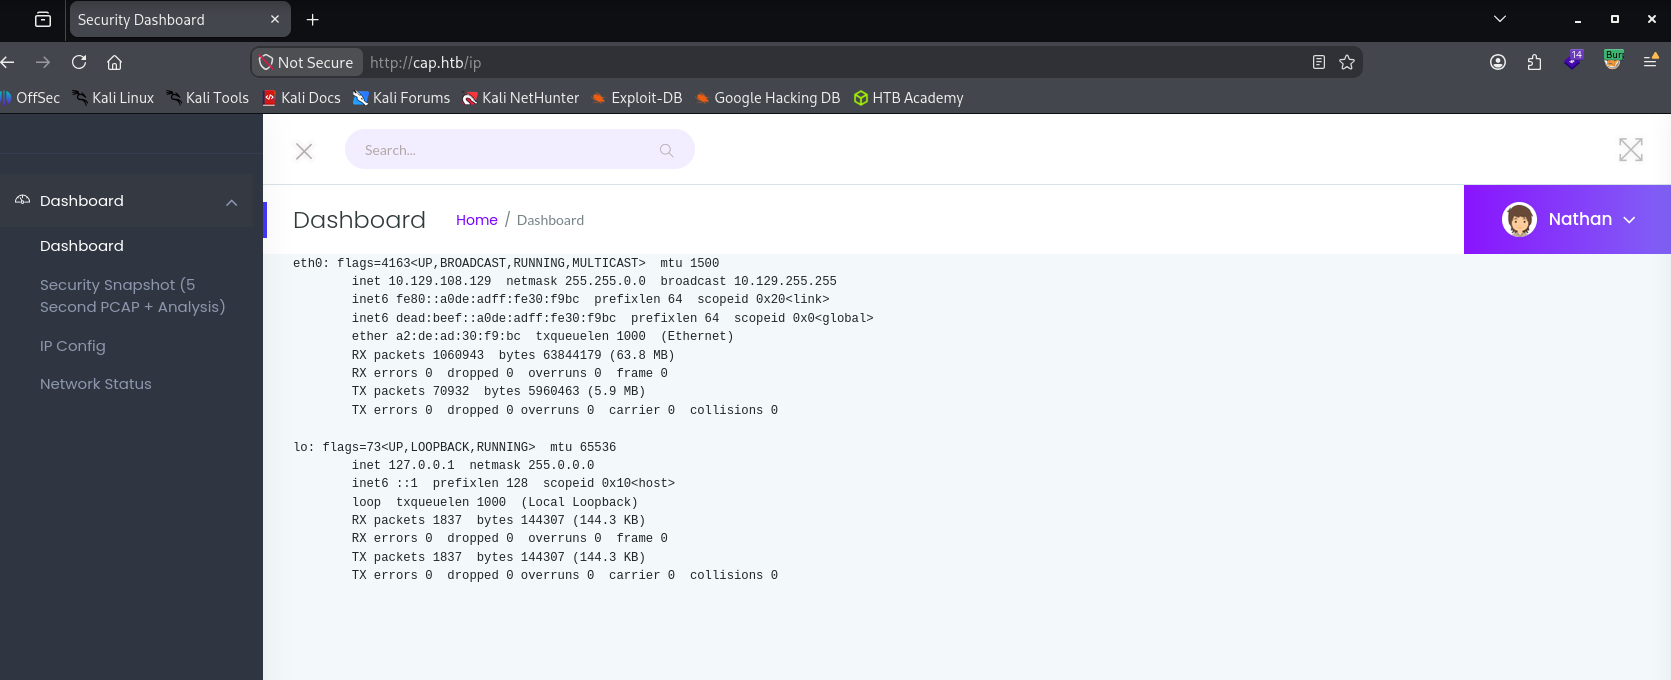 Security Dashboard
Not Secure http://cap.htb/ip
14
OffSec Kali Linux Kali Tools Kali Docs Kali Forums Kali NetHunter Exploit-DB Google Hacking DB HTB Academy
Search...
Dashboard
Dashboard
Security Snapshot (5
Second PCAP + Analysis)
IP Config
Network Status
Dashboard Home / Dashboard
Nathan
eth0: flags=4163<UP,BROADCAST,RUNNING,MULTICAST>  mtu 1500
        inet 10.129.108.129  netmask 255.255.0.0  broadcast 10.129.255.255
        inet6 fe80::a0de:adff:fe30:f9bc  prefixlen 64  scopeid 0x20<link>
        inet6 dead:beef::a0de:adff:fe30:f9bc  prefixlen 64  scopeid 0x0<global>
        ether a2:de:ad:30:f9:bc  txqueuelen 1000  (Ethernet)
        RX packets 1060943  bytes 63844179 (63.8 MB)
        RX errors 0  dropped 0  overruns 0  frame 0
        TX packets 70932  bytes 5960463 (5.9 MB)
        TX errors 0  dropped 0 overruns 0  carrier 0  collisions 0
lo: flags=73<UP,LOOPBACK,RUNNING>  mtu 65536
        inet 127.0.0.1  netmask 255.0.0.0
        inet6 ::1  prefixlen 128  scopeid 0x10<host>
        loop  txqueuelen 1000  (Local Loopback)
        RX packets 1837  bytes 144307 (144.3 KB)
        RX errors 0  dropped 0  overruns 0  frame 0
        TX packets 1837  bytes 144307 (144.3 KB)
        TX errors 0  dropped 0 overruns 0  carrier 0  collisions 0